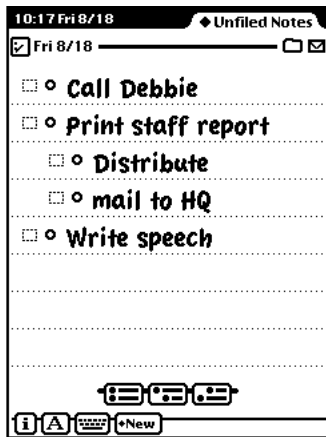 10:17 Fri 8/18 ◆Unfiled Notes
Fri 8/18
Call Debbie
Print staff report
Distribute
mail to HQ
Write speech
i A New